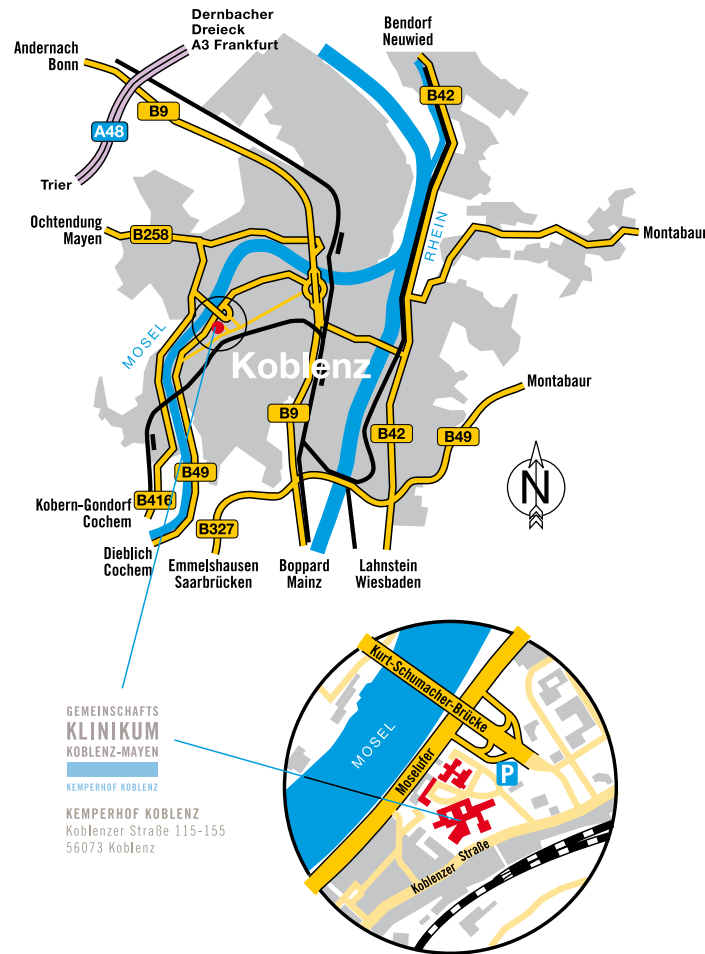 Dernbacher
Dreieck
A3 Frankfurt
Andernach
Bonn
Bendorf
Neuwied
B42
B9
A48
Trier
Ochtendung
Mayen
B258
RHEIN
Montabaur
MOSEL
Koblenz
Montabaur
B9
B42
B49
B49
N
Kobern-Gondorf
Cochem
B416
B327
Dieblich
Cochem
Emmelshausen
Saarbrücken
Boppard
Mainz
Lahnstein
Wiesbaden
Kurt-Schumacher-Brücke
MOSEL
Moselufer
P
Koblenzer Straße
GEMEINSCHAFTS
KLINIKUM
KOBLENZ-MAYEN
KEMPERHOF KOBLENZ
KEMPERHOF KOBLENZ
Koblenzer Straße 115-155
56073 Koblenz